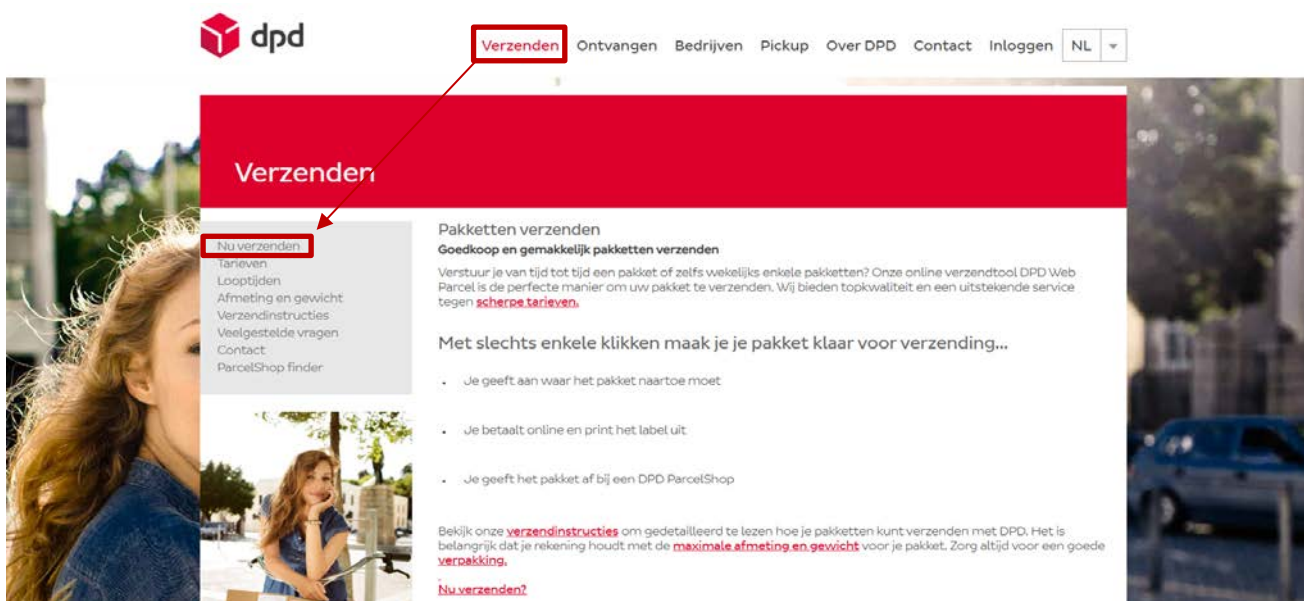 dpd
Verzenden Ontvangen Bedrijven Pickup Over DPD Contact Inloggen NL
Verzenden
Nu verzenden
Tarieven
Looptijden
Afmeting en gewicht
Verzendinstructies
Veelgestelde vragen
Contact
ParcelShop finder
Pakketten verzenden
Goedkoop en gemakkelijk pakketten verzenden
Verstuur je van tijd tot tijd een pakket of zelfs wekelijks enkele pakketten? Onze online verzendtool DPD Web
Parcel is de perfecte manier om uw pakket te verzenden. Wij bieden topkwaliteit en een uitstekende service
tegen scherpe tarieven.
Met slechts enkele klikken maak je je pakket klaar voor verzending...
• Je geeft aan waar het pakket naartoe moet
• Je betaalt online en print het label uit
• Je geeft het pakket af bij een DPD ParcelShop
Bekijk onze verzendinstructies om gedetailleerd te lezen hoe je pakketten kunt verzenden met DPD. Het is
belangrijk dat je rekening houdt met de maximale afmeting en gewicht voor je pakket. Zorg altijd voor een goede
verpakking.
Nu verzenden?